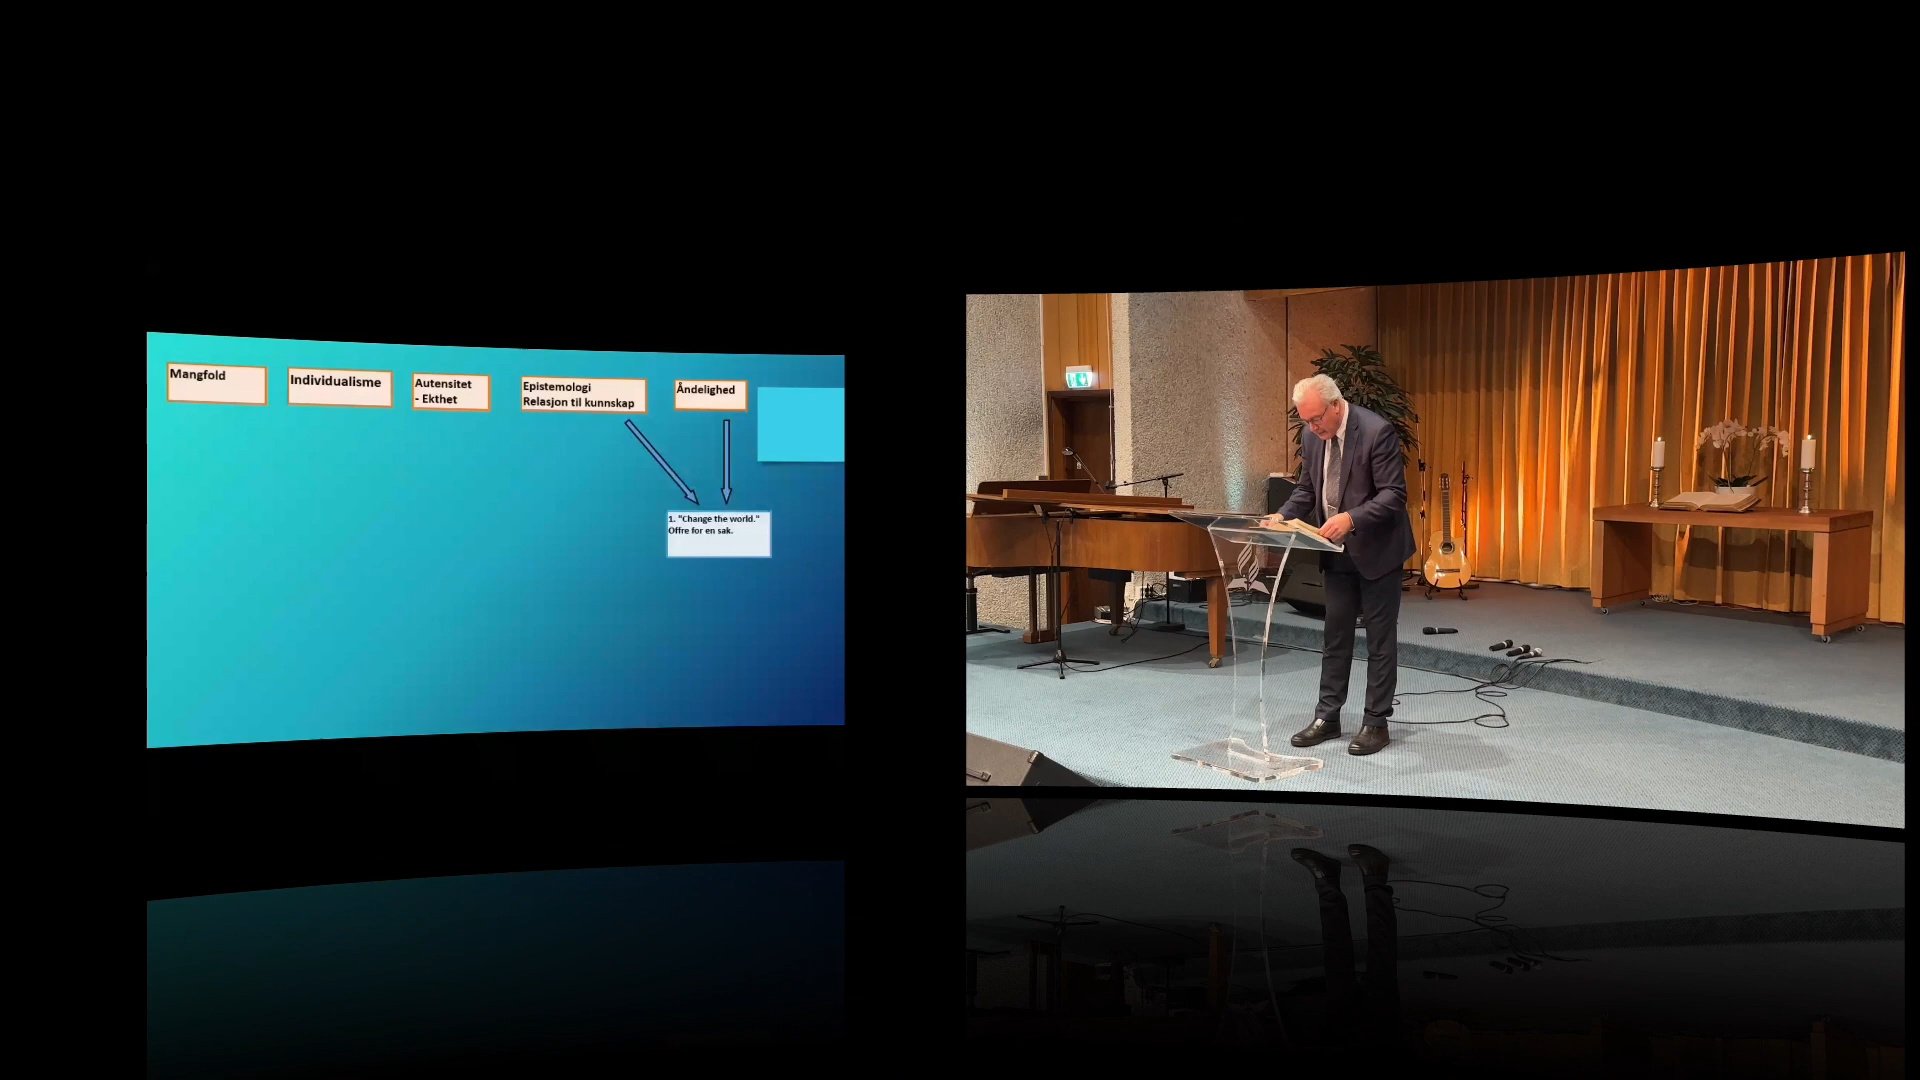 Mangfold
Individualisme
Autensitet
- Ekthet
Epistemologi
Relasjon til kunnskap
Åndelighed
1. "Change the world."
Offre for en sak.